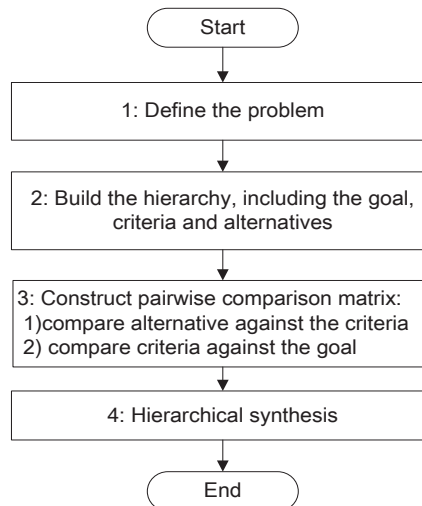 Start
1: Define the problem
2: Build the hierarchy, including the goal,
criteria and alternatives
3: Construct pairwise comparison matrix:
1)compare alternative against the criteria
2) compare criteria against the goal
4: Hierarchical synthesis
End